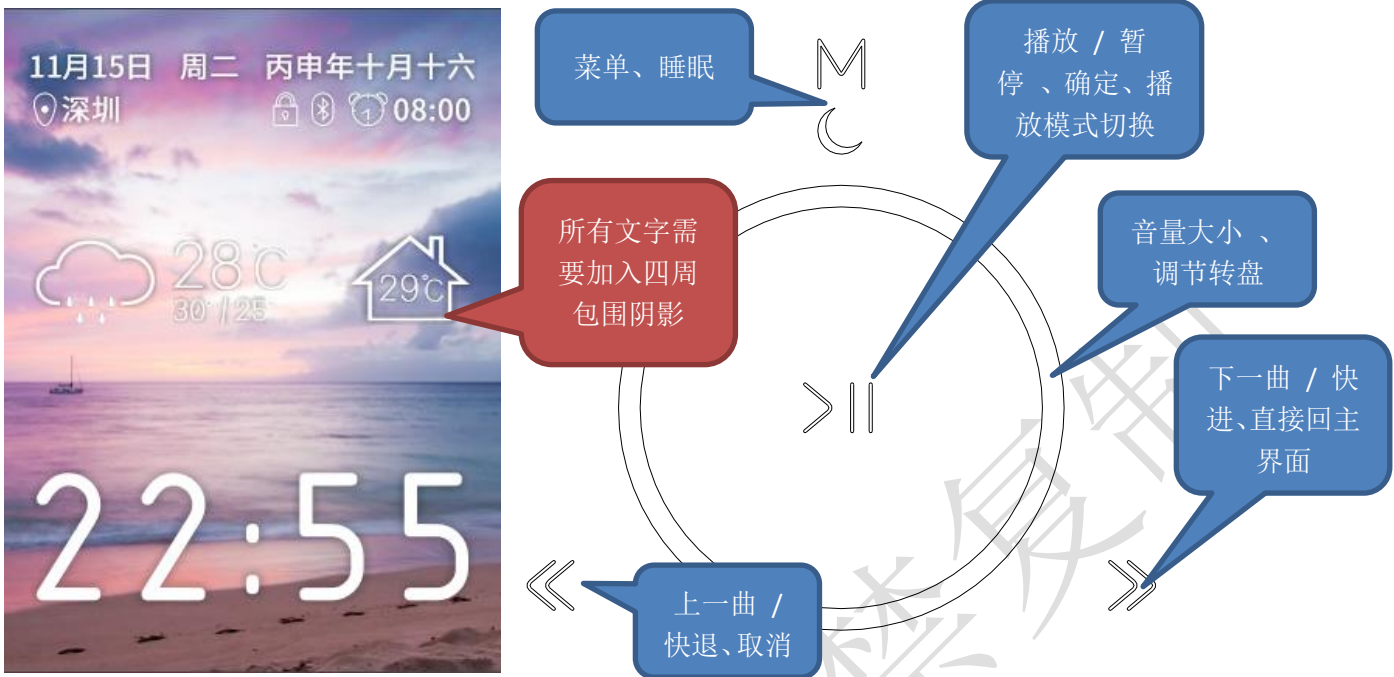 11月15日 周二 丙申年十月十六
深圳 08:00
28℃
30°/25°
29℃
22:55
所有文字需
要加入四周
包围阴影
菜单、睡眠
M
播放 / 暂
停 、确定、播
放模式切换
音量大小 、
调节转盘
下一曲 / 快
进、直接回主
界面
上一曲 /
快退、取消
禁复制